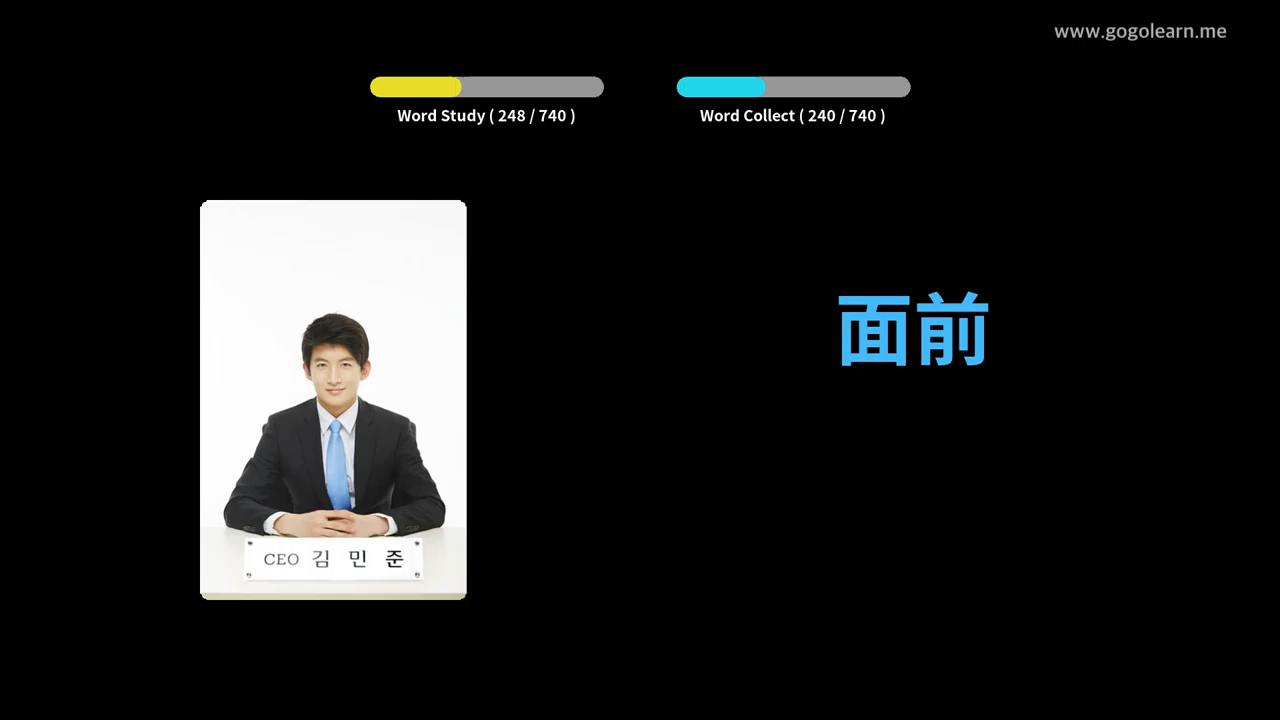 www.gogolearn.me
Word Study ( 248 / 740 )
Word Collect ( 240 / 740 )
面前
CEO 김 민 준